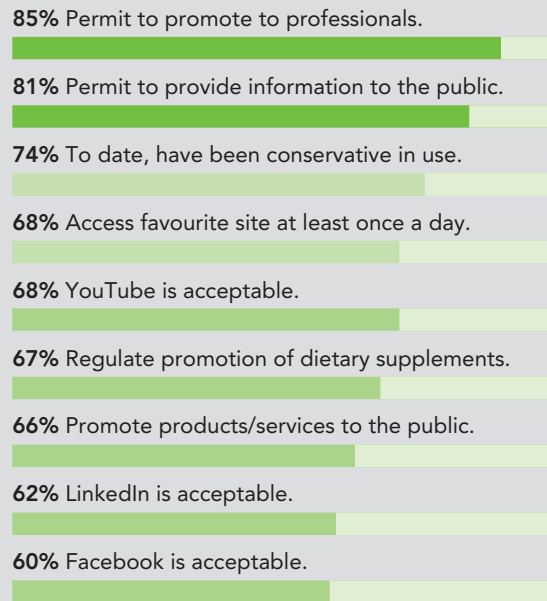 85% Permit to promote to professionals.
81% Permit to provide information to the public.
74% To date, have been conservative in use.
68% Access favourite site at least once a day.
68% YouTube is acceptable.
67% Regulate promotion of dietary supplements.
66% Promote products/services to the public.
62% LinkedIn is acceptable.
60% Facebook is acceptable.